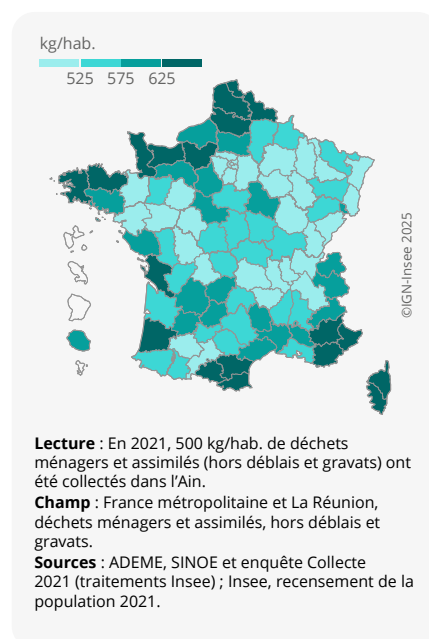 kg/hab.
525 575 625
©IGN-Insee 2025
Lecture : En 2021, 500 kg/hab. de déchets
ménagers et assimilés (hors déblais et gravats) ont
été collectés dans l’Ain.
Champ : France métropolitaine et La Réunion,
déchets ménagers et assimilés, hors déblais et
gravats.
Sources : ADEME, SINOE et enquête Collecte
2021 (traitements Insee) ; Insee, recensement de la
population 2021.